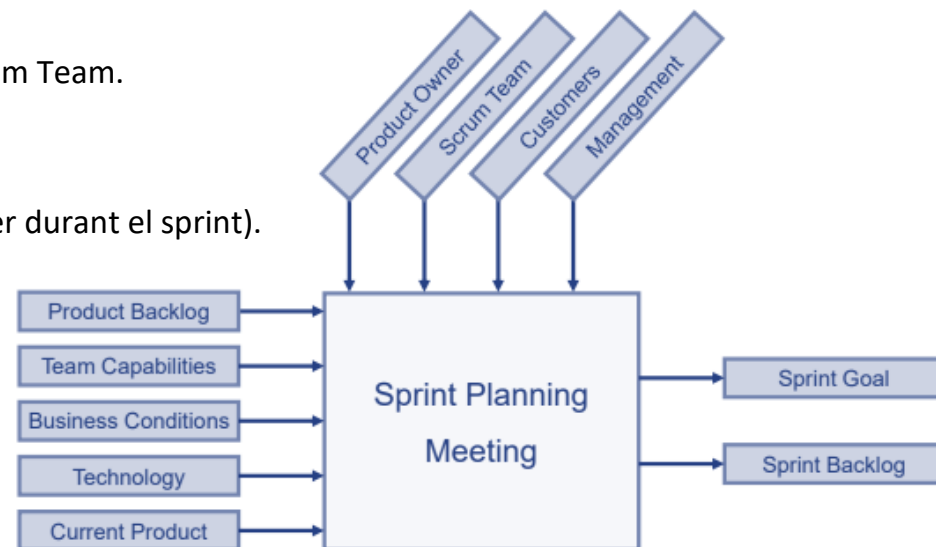 m Team.
r durant el sprint).
Product Owner
Scrum Team
Customers
Management
Product Backlog
Team Capabilities
Business Conditions
Technology
Current Product
Sprint Planning
Meeting
Sprint Goal
Sprint Backlog